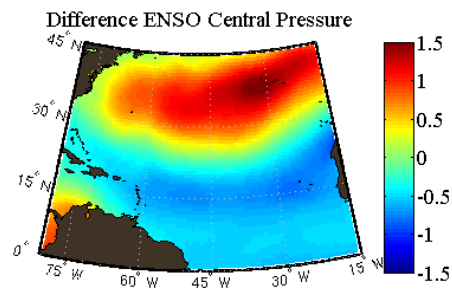 Difference ENSO Central Pressure
45° N
30° N
15° N
0°
75° W
60° W
45° W
30° W
15° W
1.5
1
0.5
0
-0.5
-1
-1.5